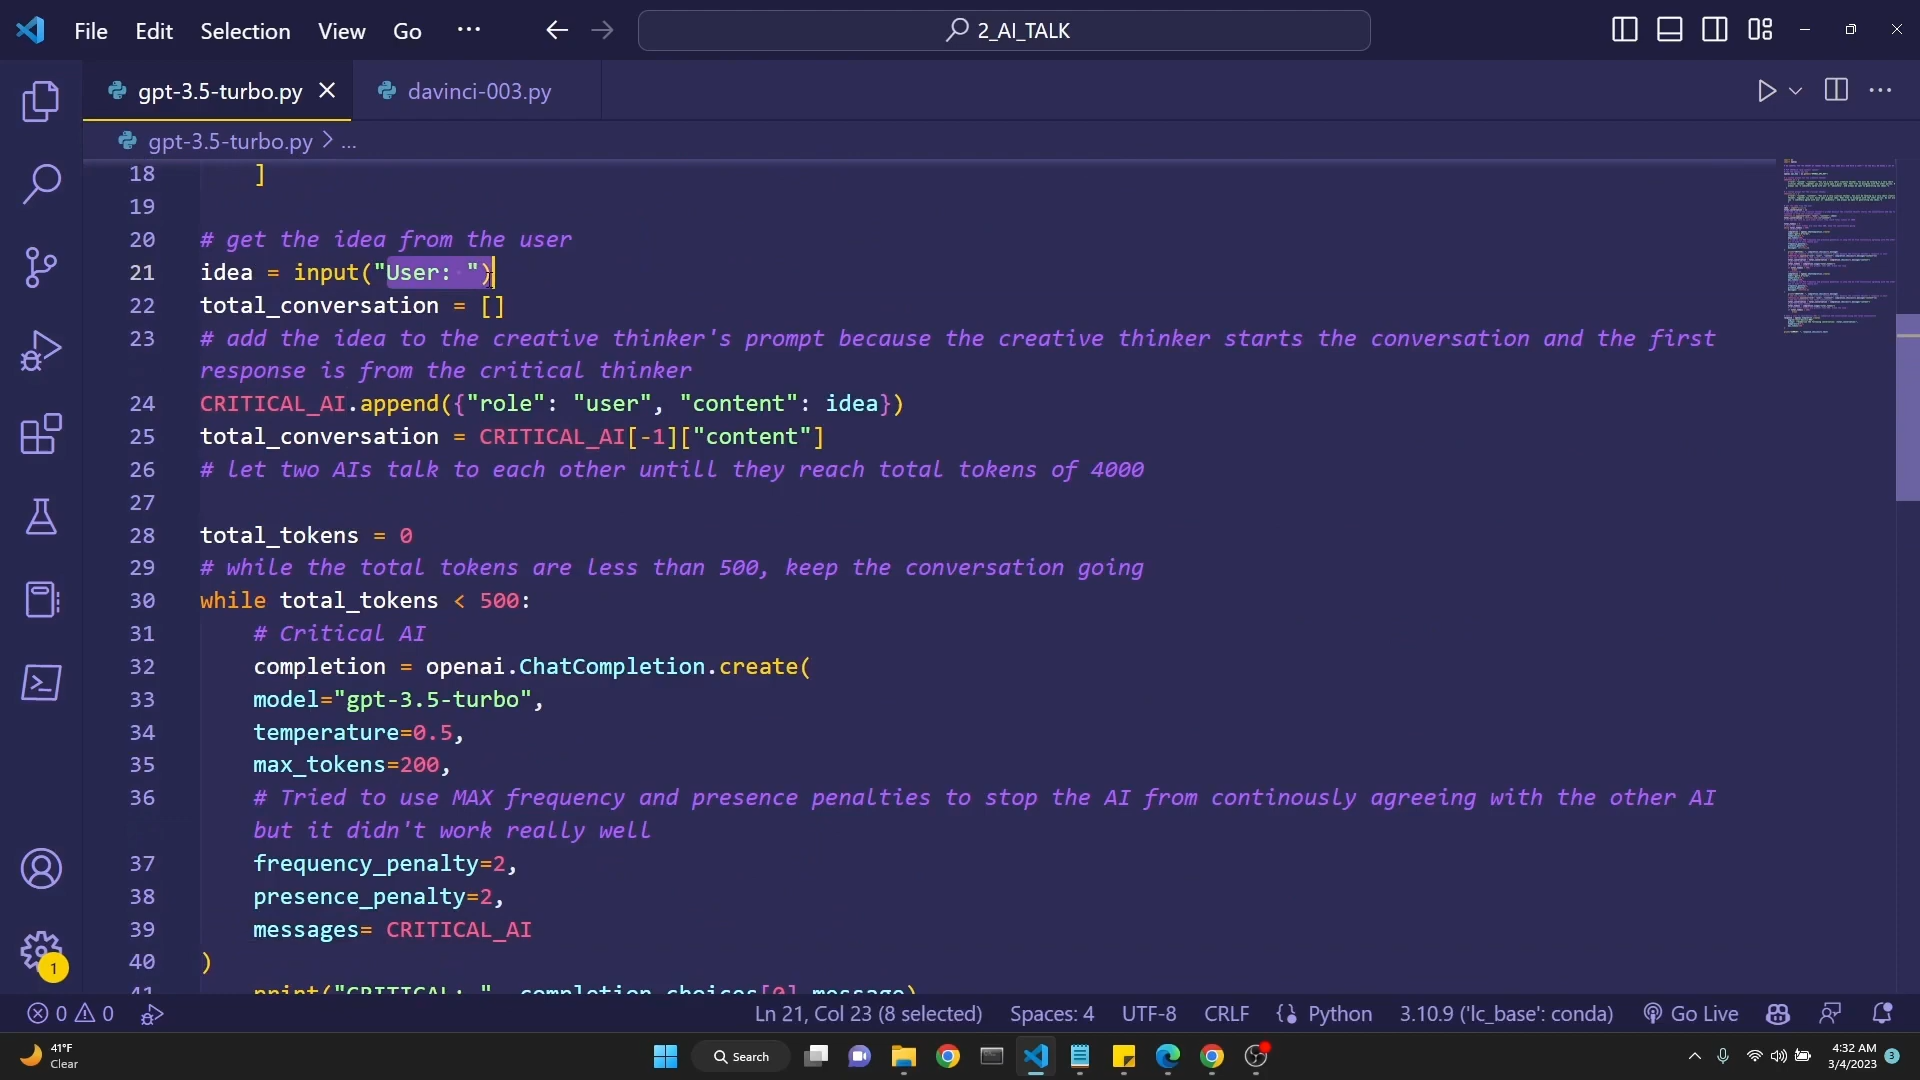 File Edit Selection View Go ... 2_AI_TALK
gpt-3.5-turbo.py davinci-003.py
gpt-3.5-turbo.py > ...
18 ]
19
20 # get the idea from the user
21 idea = input("User: ")
22 total_conversation = []
23 # add the idea to the creative thinker's prompt because the creative thinker starts the conversation and the first
response is from the critical thinker
24 CRITICAL_AI.append({"role": "user", "content": idea})
25 total_conversation = CRITICAL_AI[-1]["content"]
26 # let two AIs talk to each other untill they reach total tokens of 4000
27
28 total_tokens = 0
29 # while the total tokens are less than 500, keep the conversation going
30 while total_tokens < 500:
31 # Critical AI
32 completion = openai.ChatCompletion.create(
33 model="gpt-3.5-turbo",
34 temperature=0.5,
35 max_tokens=200,
36 # Tried to use MAX frequency and presence penalties to stop the AI from continously agreeing with the other AI
but it didn't work really well
37 frequency_penalty=2,
38 presence_penalty=2,
39 messages= CRITICAL_AI
40 )
41 print("CRITICAL: ", completion.choices[0].message)
1
0 0 Ln 21, Col 23 (8 selected) Spaces: 4 UTF-8 CRLF Python 3.10.9 ('lc_base': conda) Go Live
41°F
Clear
Search
4:32 AM
3/4/2023
3